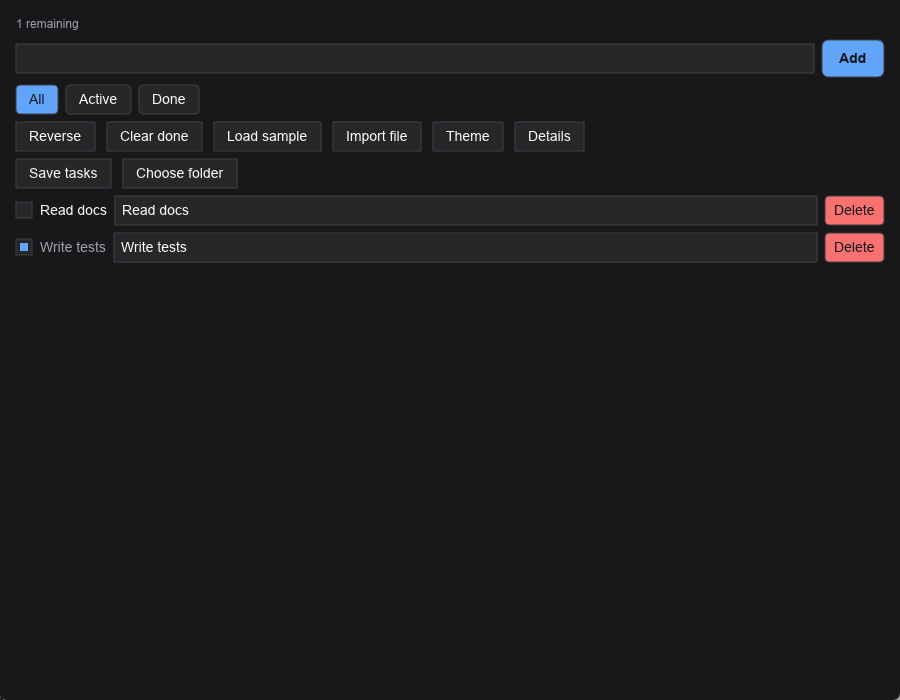 1 remaining
Add
All Active Done
Reverse Clear done Load sample Import file Theme Details
Save tasks Choose folder
Read docs Read docs Delete
Write tests Write tests Delete